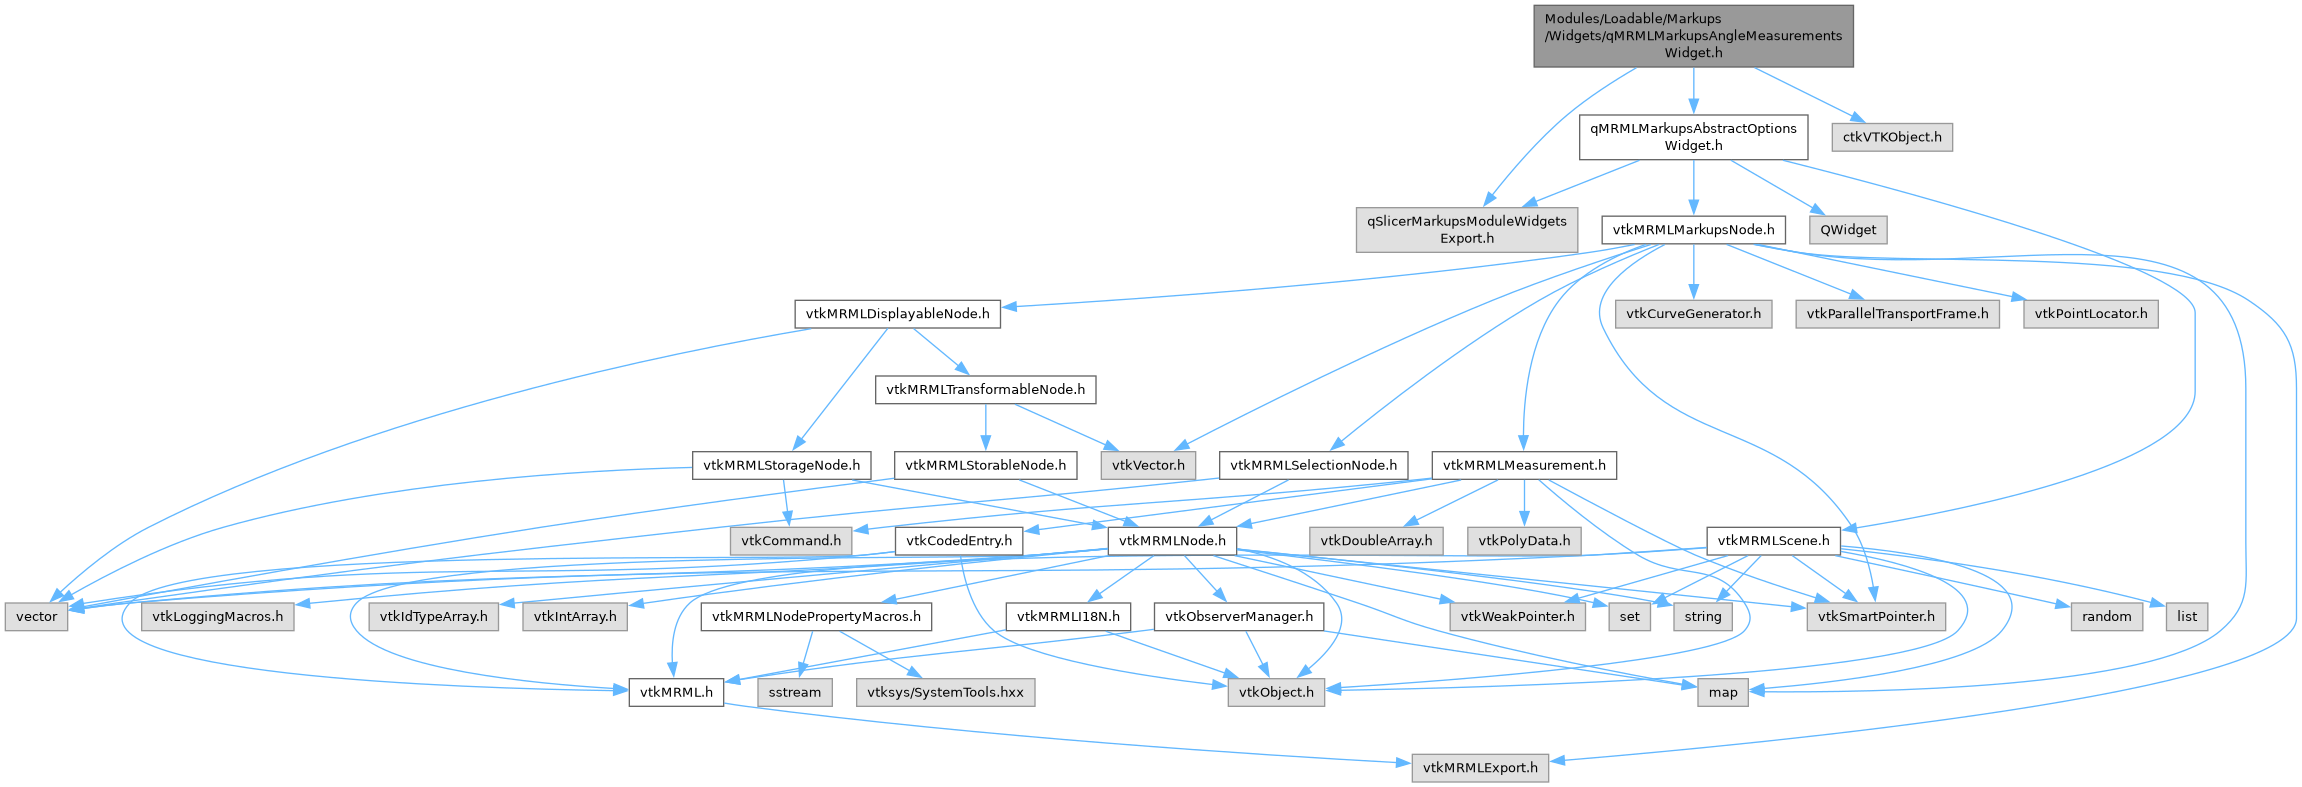 Modules/Loadable/Markups
/Widgets/qMRMLMarkupsAngleMeasurements
Widget.h
qMRMLMarkupsAbstractOptions
Widget.h
ctkVTKObject.h
qSlicerMarkupsModuleWidgets
Export.h
vtkMRMLMarkupsNode.h
QWidget
vtkMRMLDisplayableNode.h
vtkCurveGenerator.h
vtkParallelTransportFrame.h
vtkPointLocator.h
vtkMRMLTransformableNode.h
vtkMRMLStorageNode.h
vtkMRMLStorableNode.h
vtkVector.h
vtkMRMLSelectionNode.h
vtkMRMLMeasurement.h
vtkCommand.h
vtkCodedEntry.h
vtkMRMLNode.h
vtkDoubleArray.h
vtkPolyData.h
vtkMRMLScene.h
vector
vtkLoggingMacros.h
vtkIdTypeArray.h
vtkIntArray.h
vtkMRMLNodePropertyMacros.h
vtkMRMLI18N.h
vtkObserverManager.h
vtkWeakPointer.h
set
string
vtkSmartPointer.h
random
list
vtkMRML.h
sstream
vtksys/SystemTools.hxx
vtkObject.h
map
vtkMRMLExport.h